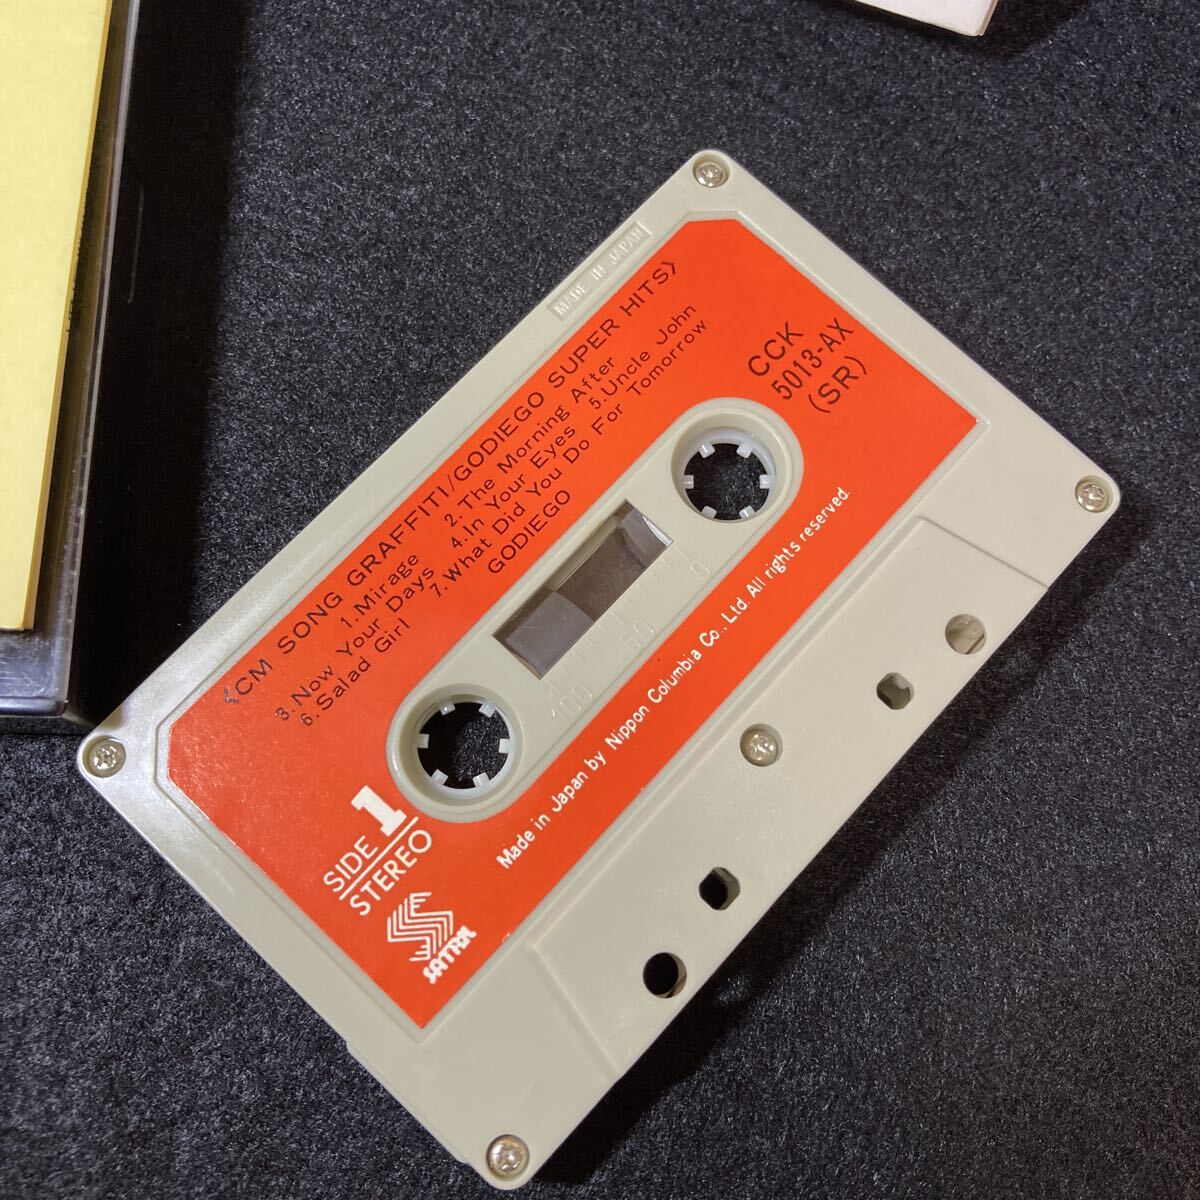 MADE IN JAPAN
〈CM SONG GRAFFITI/GODIEGO SUPER HITS〉
1.Mirage 2.The Morning After
3.Now Your Days 4.In Your Eyes 5.Uncle John
6.Salad Girl 7.What Did You Do For Tomorrow
GODIEGO
CCK
5013-AX
(SR)
100 50 0
SIDE 1
STEREO
SATRIL
Made in Japan by Nippon Columbia Co., Ltd. All rights reserved.